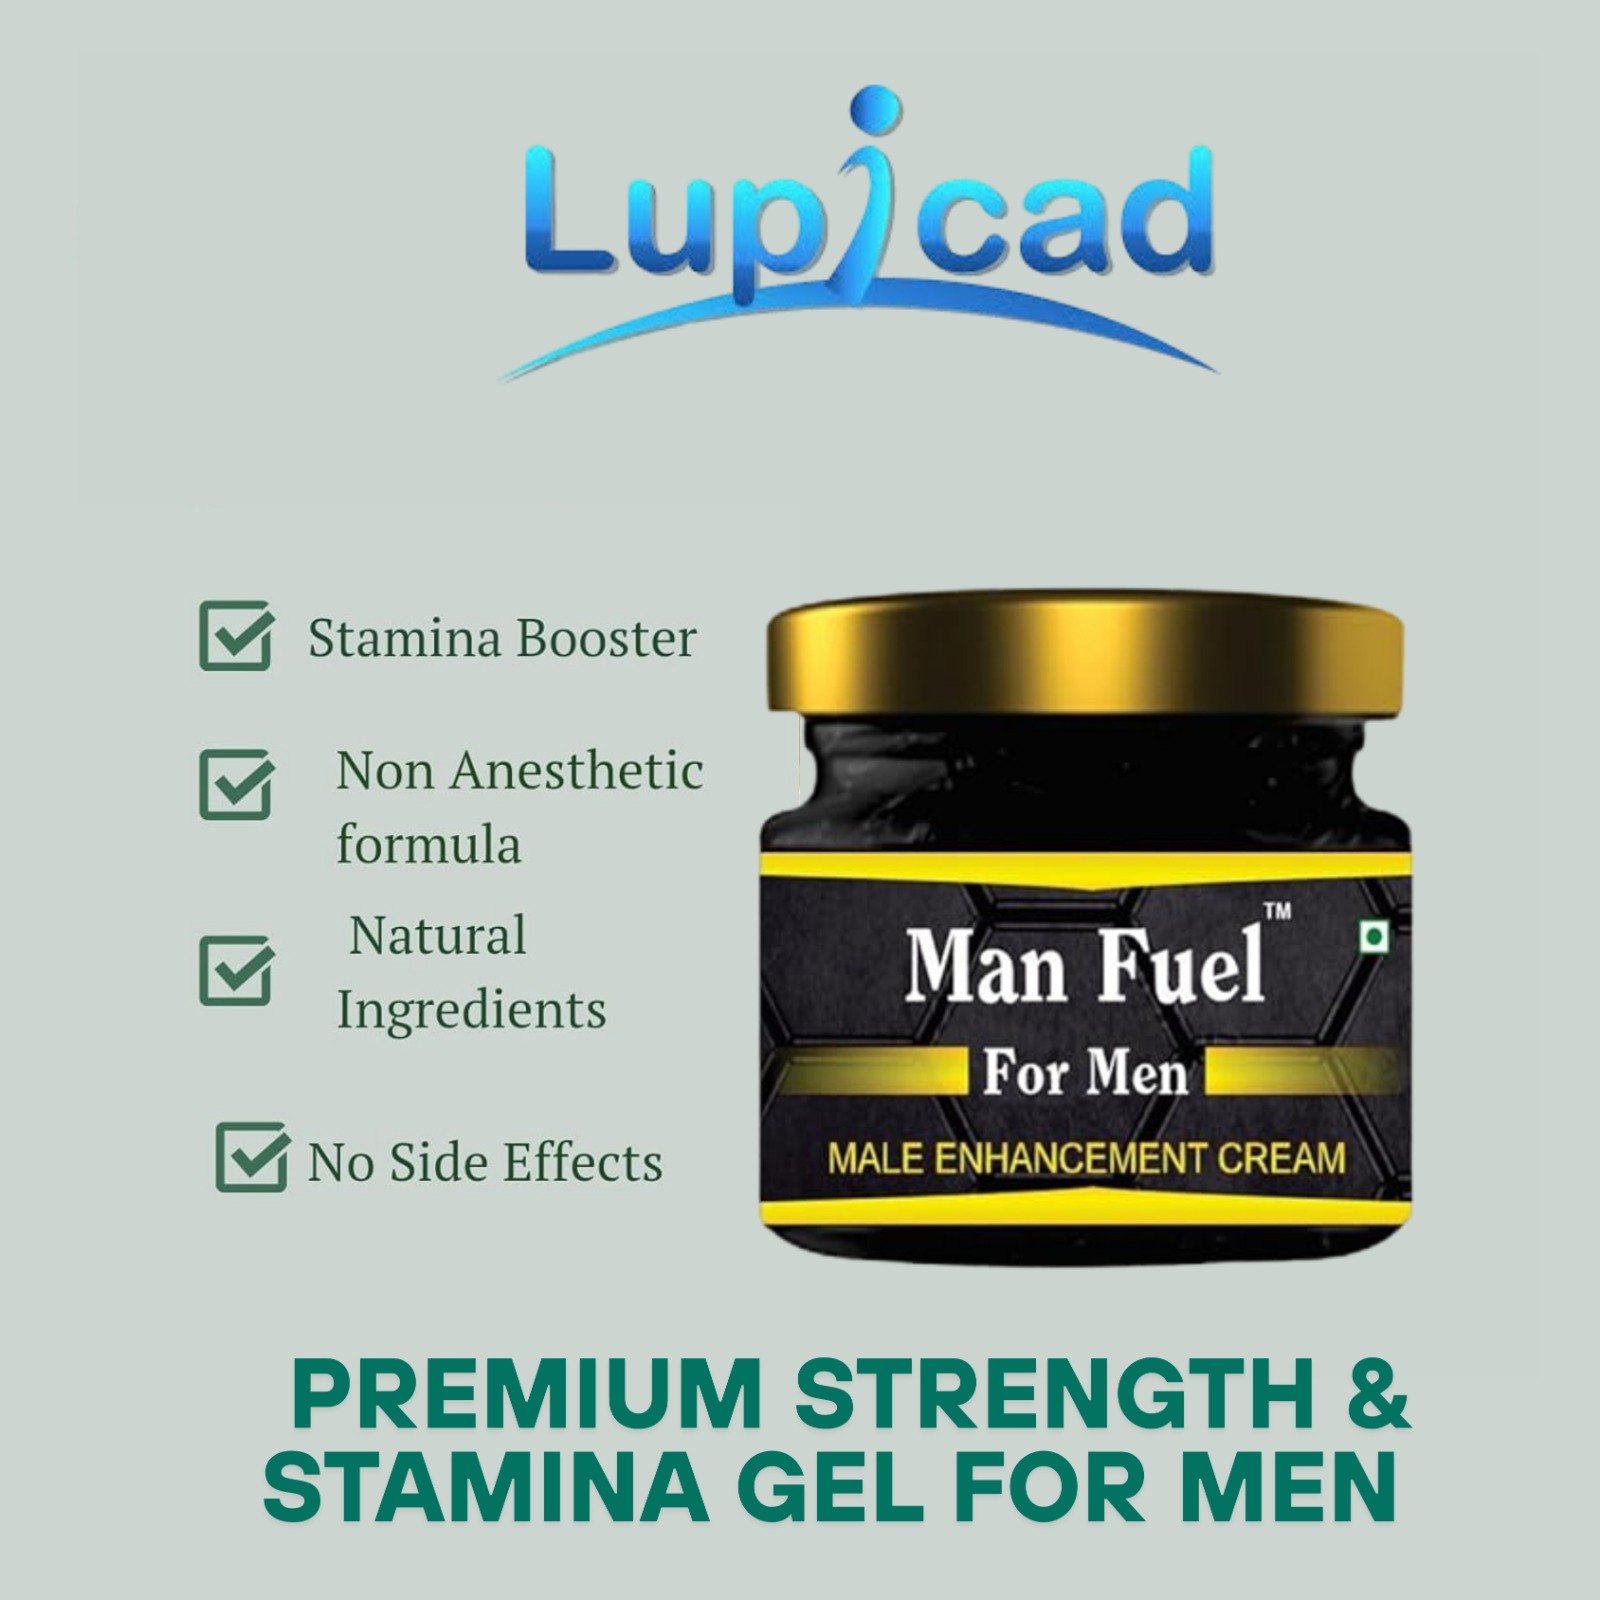 Lupicad
Stamina Booster
Non Anesthetic
formula
Natural
Ingredients
No Side Effects
Man Fuel™
For Men
MALE ENHANCEMENT CREAM
PREMIUM STRENGTH &
STAMINA GEL FOR MEN